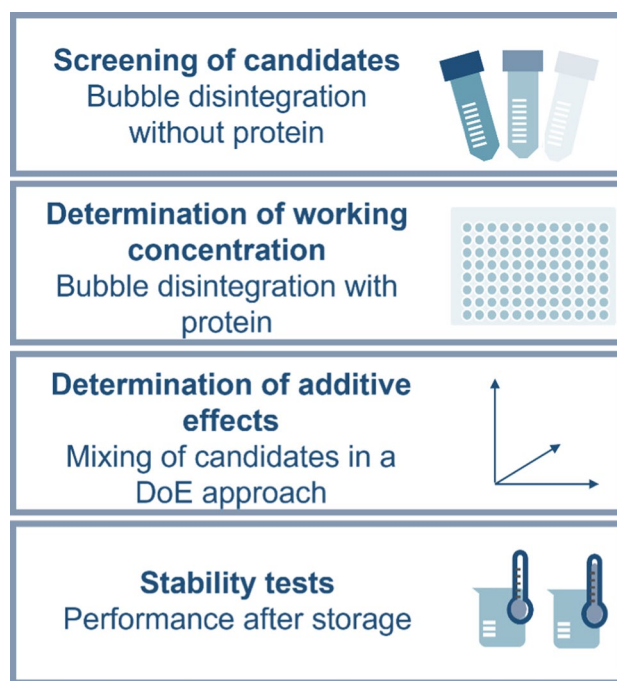 Screening of candidates
Bubble disintegration
without protein
Determination of working
concentration
Bubble disintegration with
protein
Determination of additive
effects
Mixing of candidates in a
DoE approach
Stability tests
Performance after storage